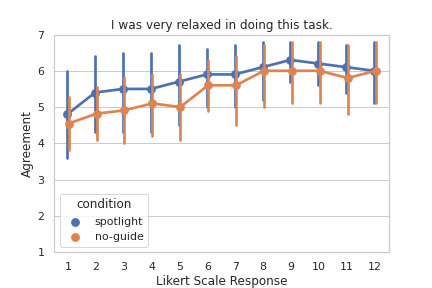 I was very relaxed in doing this task.
7
6
5
4
3
2
1
Agreement
condition
spotlight
no-guide
1 2 3 4 5 6 7 8 9 10 11 12
Likert Scale Response